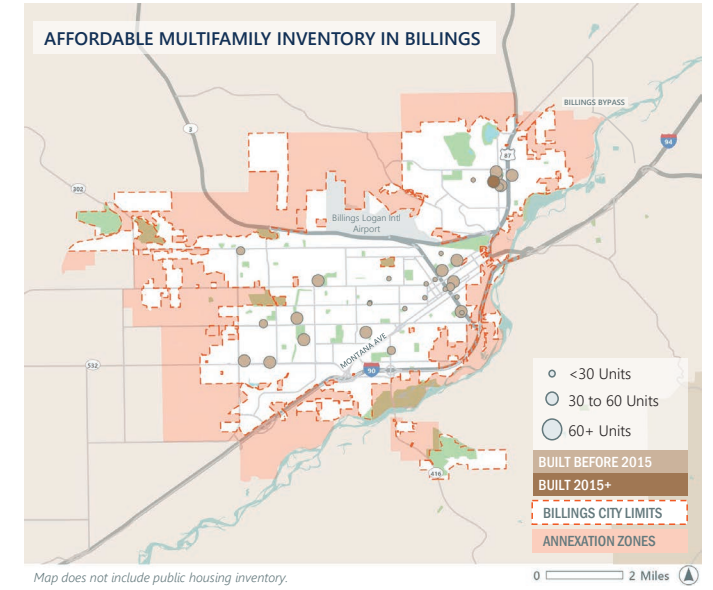 AFFORDABLE MULTIFAMILY INVENTORY IN BILLINGS
BILLINGS BYPASS
3
94
87
302
Billings Logan Intl
Airport
MONTANA AVE
532
90
<30 Units
30 to 60 Units
60+ Units
BUILT BEFORE 2015
BUILT 2015+
416
BILLINGS CITY LIMITS
ANNEXATION ZONES
Map does not include public housing inventory.
0 2 Miles